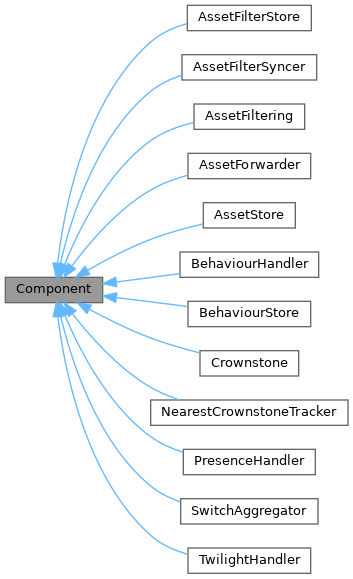 AssetFilterStore
AssetFilterSyncer
AssetFiltering
AssetForwarder
AssetStore
BehaviourHandler
Component
BehaviourStore
Crownstone
NearestCrownstoneTracker
PresenceHandler
SwitchAggregator
TwilightHandler